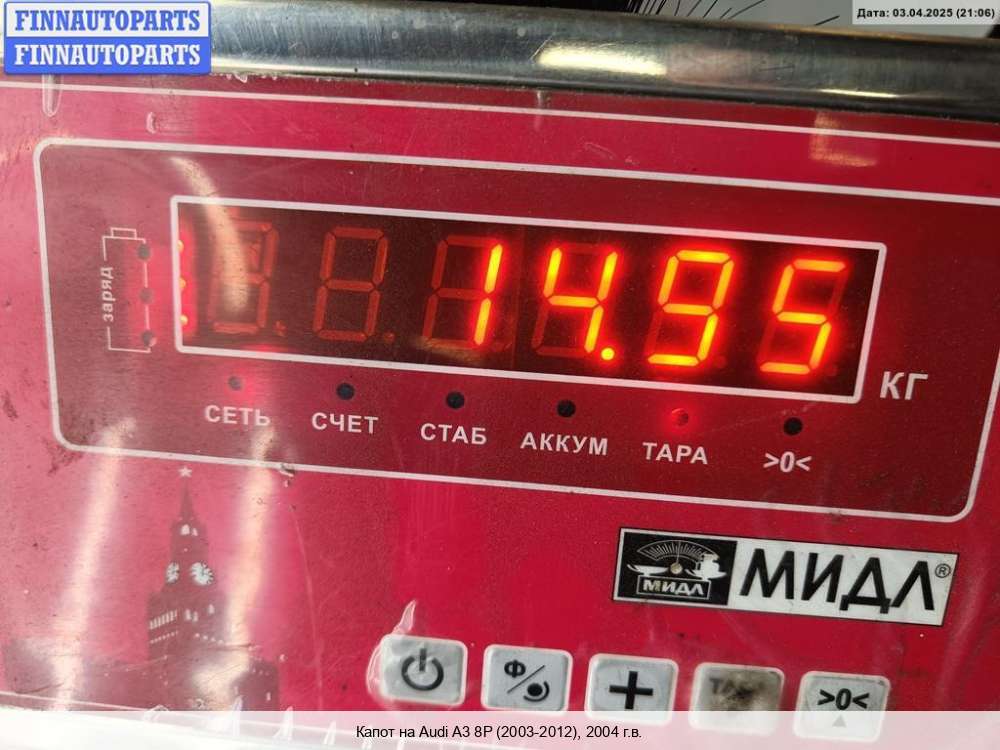 FINNAUTOPARTS
FINNAUTOPARTS
Дата: 03.04.2025 (21:06)
заряд
14.95
КГ
СЕТЬ СЧЕТ СТАБ АККУМ ТАРА >0<
МИДЛ
МИДЛ®
Ф
+
>0<
Капот на Audi A3 8P (2003-2012), 2004 г.в.